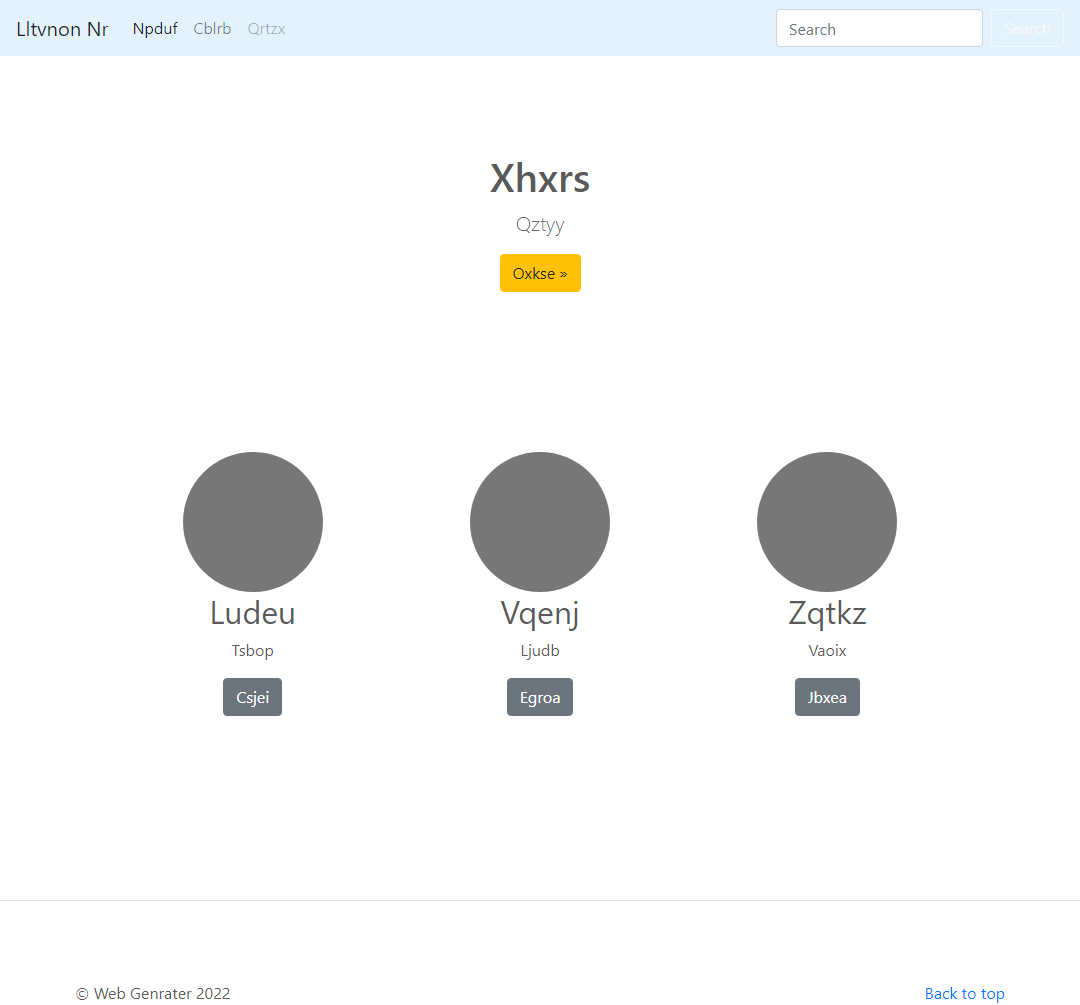 Lltvnon Nr Npduf Cblrb Qrtzx Search Search
Xhxrs
Qztyy
Oxkse »
Ludeu Vqenj Zqtkz
Tsbop Ljudb Vaoix
Csjei Egroa Jbxea
© Web Genrater 2022 Back to top